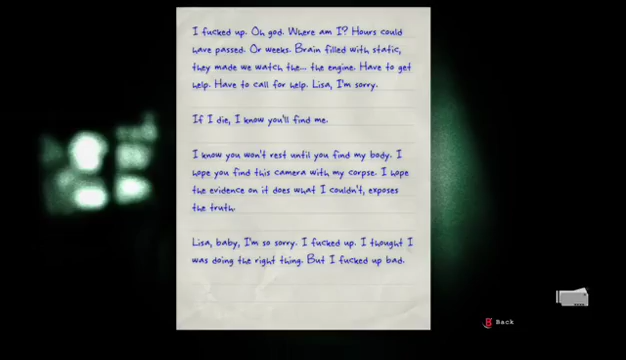 I fucked up. Oh god. Where am I? Hours could
have passed. Or weeks. Brain filled with static,
they made we watch the... the engine. Have to get
help. Have to call for help. Lisa, I'm sorry.
If I die, I know you'll find me.
I know you won't rest until you find my body. I
hope you find this camera with my corpse. I hope
the evidence on it does what I couldn't, exposes
the truth.
Lisa, baby, I'm so sorry. I fucked up. I thought I
was doing the right thing. But I fucked up bad.
B Back